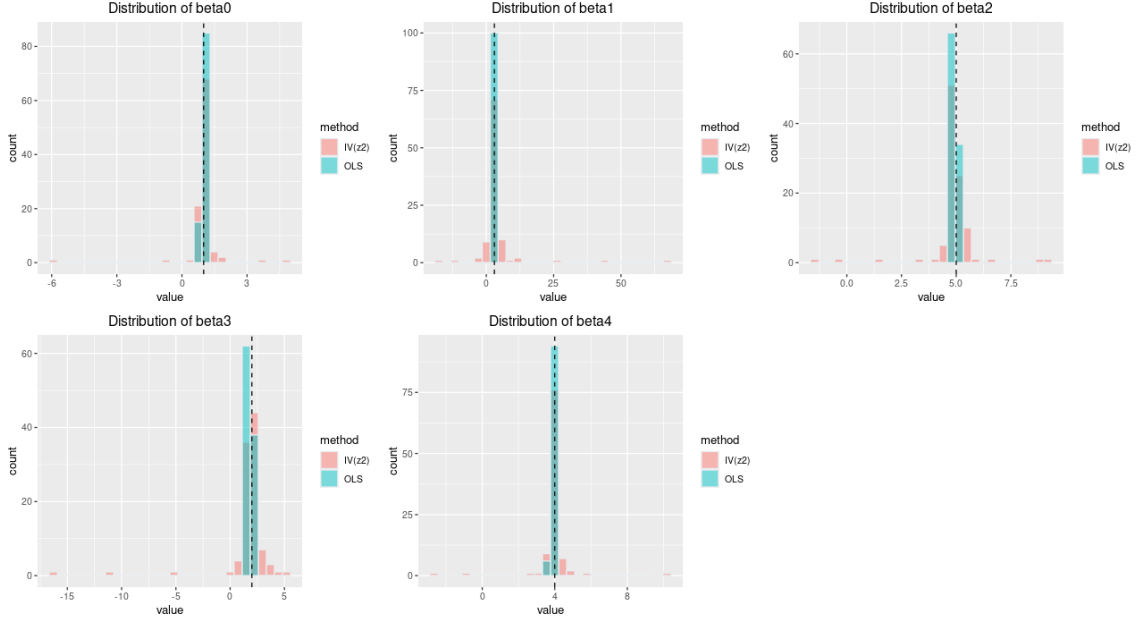 Distribution of beta0
count
80
60
40
20
0
-6
-3
0
3
value
method
IV(z2)
OLS
Distribution of beta1
count
100
75
50
25
0
0
25
50
value
method
IV(z2)
OLS
Distribution of beta2
count
60
40
20
0
0.0
2.5
5.0
7.5
value
method
IV(z2)
OLS
Distribution of beta3
count
60
40
20
0
-15
-10
-5
0
5
value
method
IV(z2)
OLS
Distribution of beta4
count
75
50
25
0
0
4
8
value
method
IV(z2)
OLS